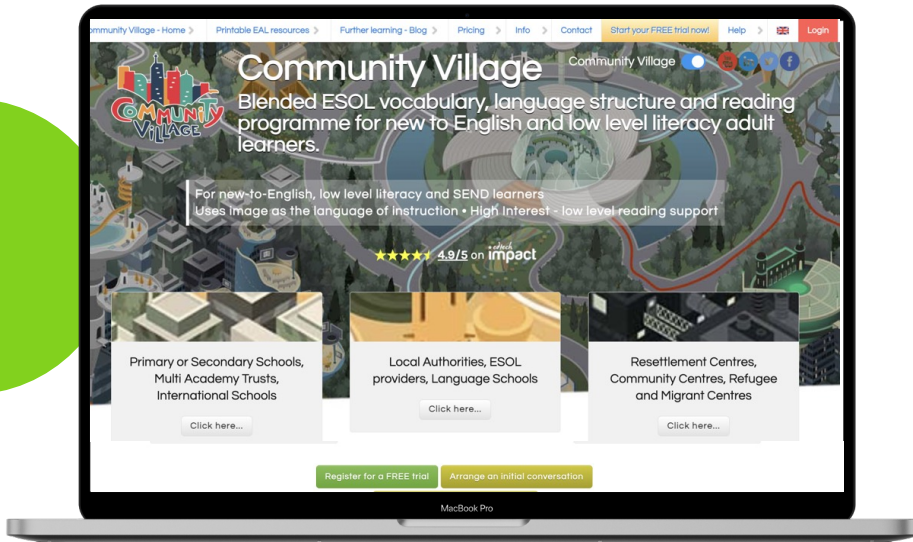 ommunity Village - Home
Printable EAL resources
Further learning - Blog
Pricing
Info
Contact
Start your FREE trial now!
Help
Login
COMMUNITY
VILLAGE
Community Village
Community Village
Blended ESOL vocabulary, language structure and reading
programme for new to English and low level literacy adult
learners.
For new-to-English, low level literacy and SEND learners
Uses image as the language of instruction • High Interest - low level reading support
4.9/5 on edtech impact
Primary or Secondary Schools,
Multi Academy Trusts,
International Schools
Click here...
Local Authorities, ESOL
providers, Language Schools
Click here...
Resettlement Centres,
Community Centres, Refugee
and Migrant Centres
Click here...
Register for a FREE trial
Arrange an initial conversation
MacBook Pro